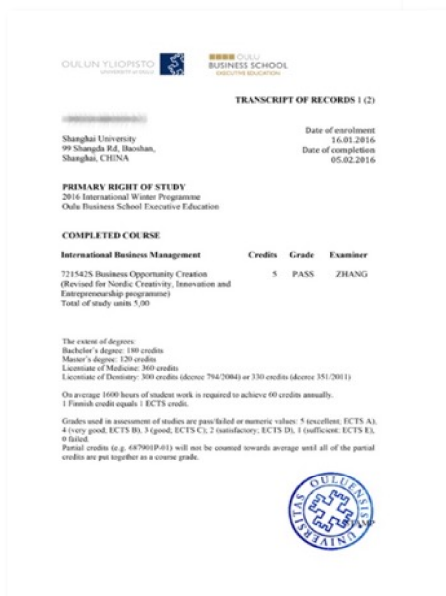 OULUN YLIOPISTO
UNIVERSITY of OULU
OULU
BUSINESS SCHOOL
EXECUTIVE EDUCATION
TRANSCRIPT OF RECORDS 1 (2)
Shanghai University
99 Shangda Rd, Baoshan,
Shanghai, CHINA
Date of enrolment
16.01.2016
Date of completion
05.02.2016
PRIMARY RIGHT OF STUDY
2016 International Winter Programme
Oulu Business School Executive Education
COMPLETED COURSE
International Business Management Credits Grade Examiner
721542S Business Opportunity Creation 5 PASS ZHANG
(Revised for Nordic Creativity, Innovation and
Entrepreneurship programme)
Total of study units 5,00
The extent of degrees:
Bachelor's degree: 180 credits
Master's degree: 120 credits
Licentiate of Medicine: 360 credits
Licentiate of Dentistry: 300 credits (decree 794/2004) or 330 credits (decree 351/2011)
On average 1600 hours of student work is required to achieve 60 credits annually.
1 Finnish credit equals 1 ECTS credit.
Grades used in assessment of studies are pass/failed or numeric values: 5 (excellent; ECTS A),
4 (very good; ECTS B), 3 (good; ECTS C); 2 (satisfactory; ECTS D), 1 (sufficient: ECTS E),
0 failed.
Partial credits (e.g. 487901P-01) will not be counted towards average until all of the partial
credits are put together as a course grade.
UNIVERSITAS OULUENSIS
STAMP